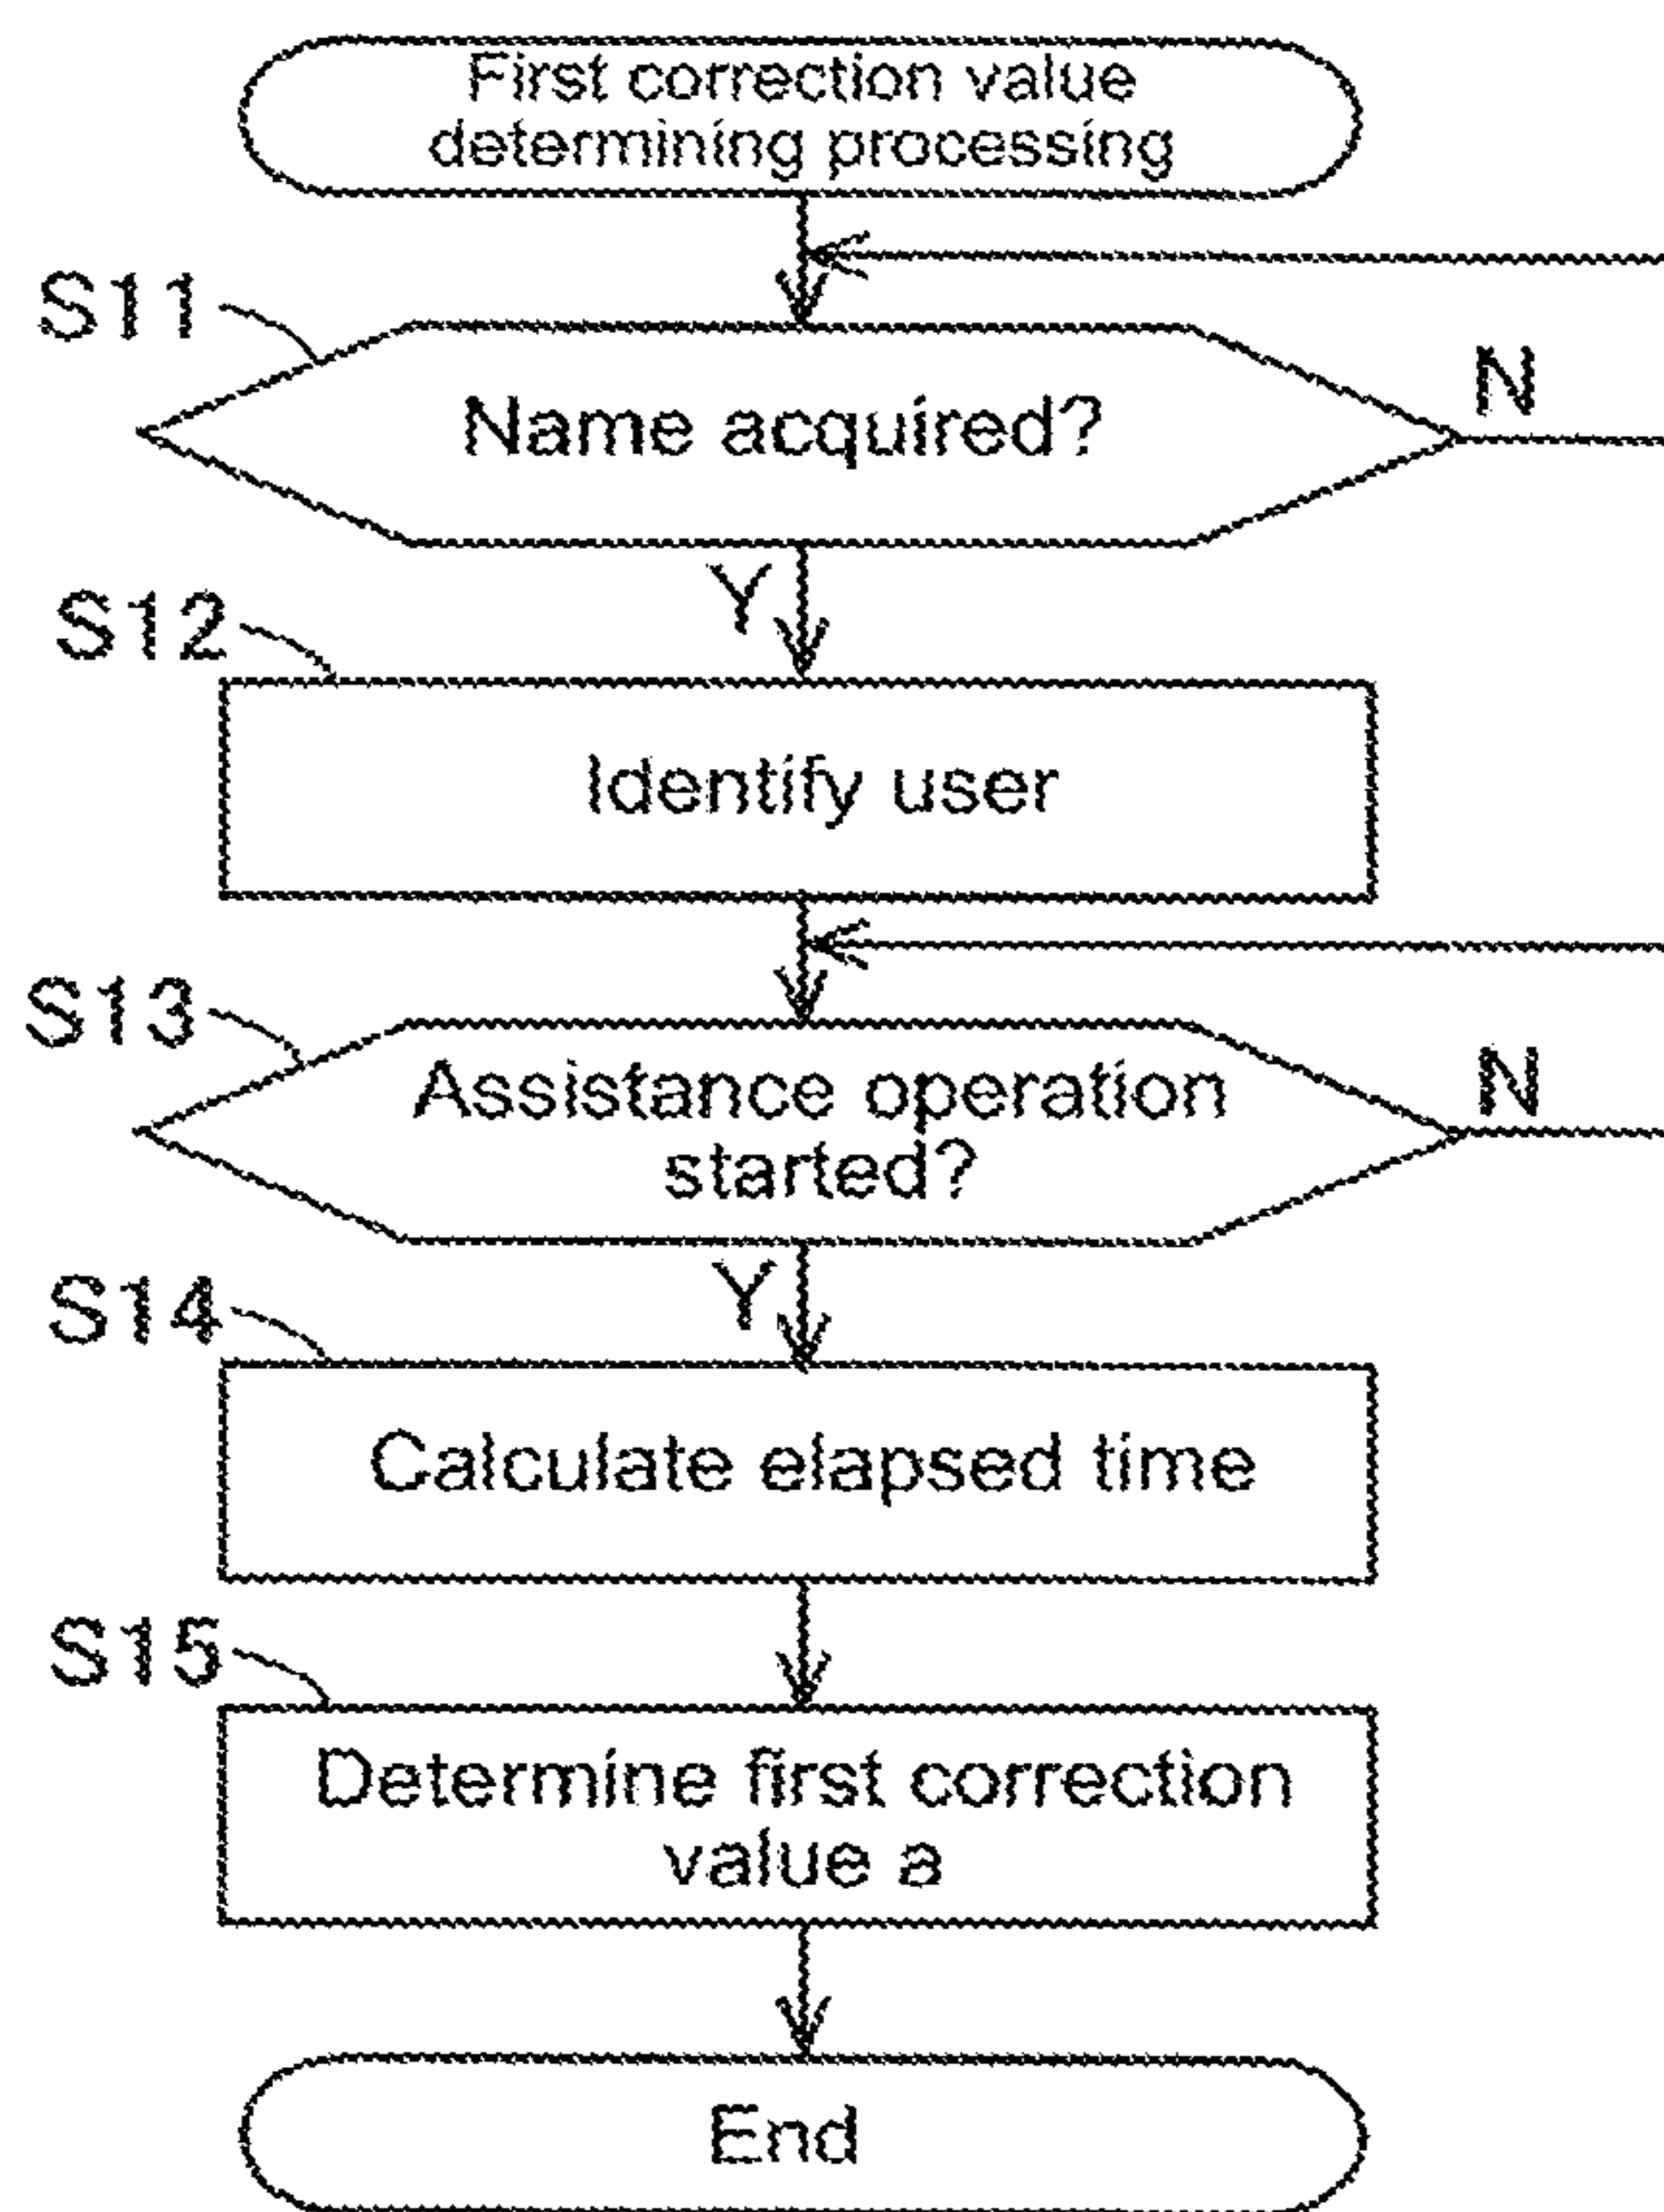 First correction value
determining processing
S11
Name acquired?
N
Y
S12
Identify user
S13
Assistance operation
started?
N
Y
S14
Calculate elapsed time
S15
Determine first correction
value a
End